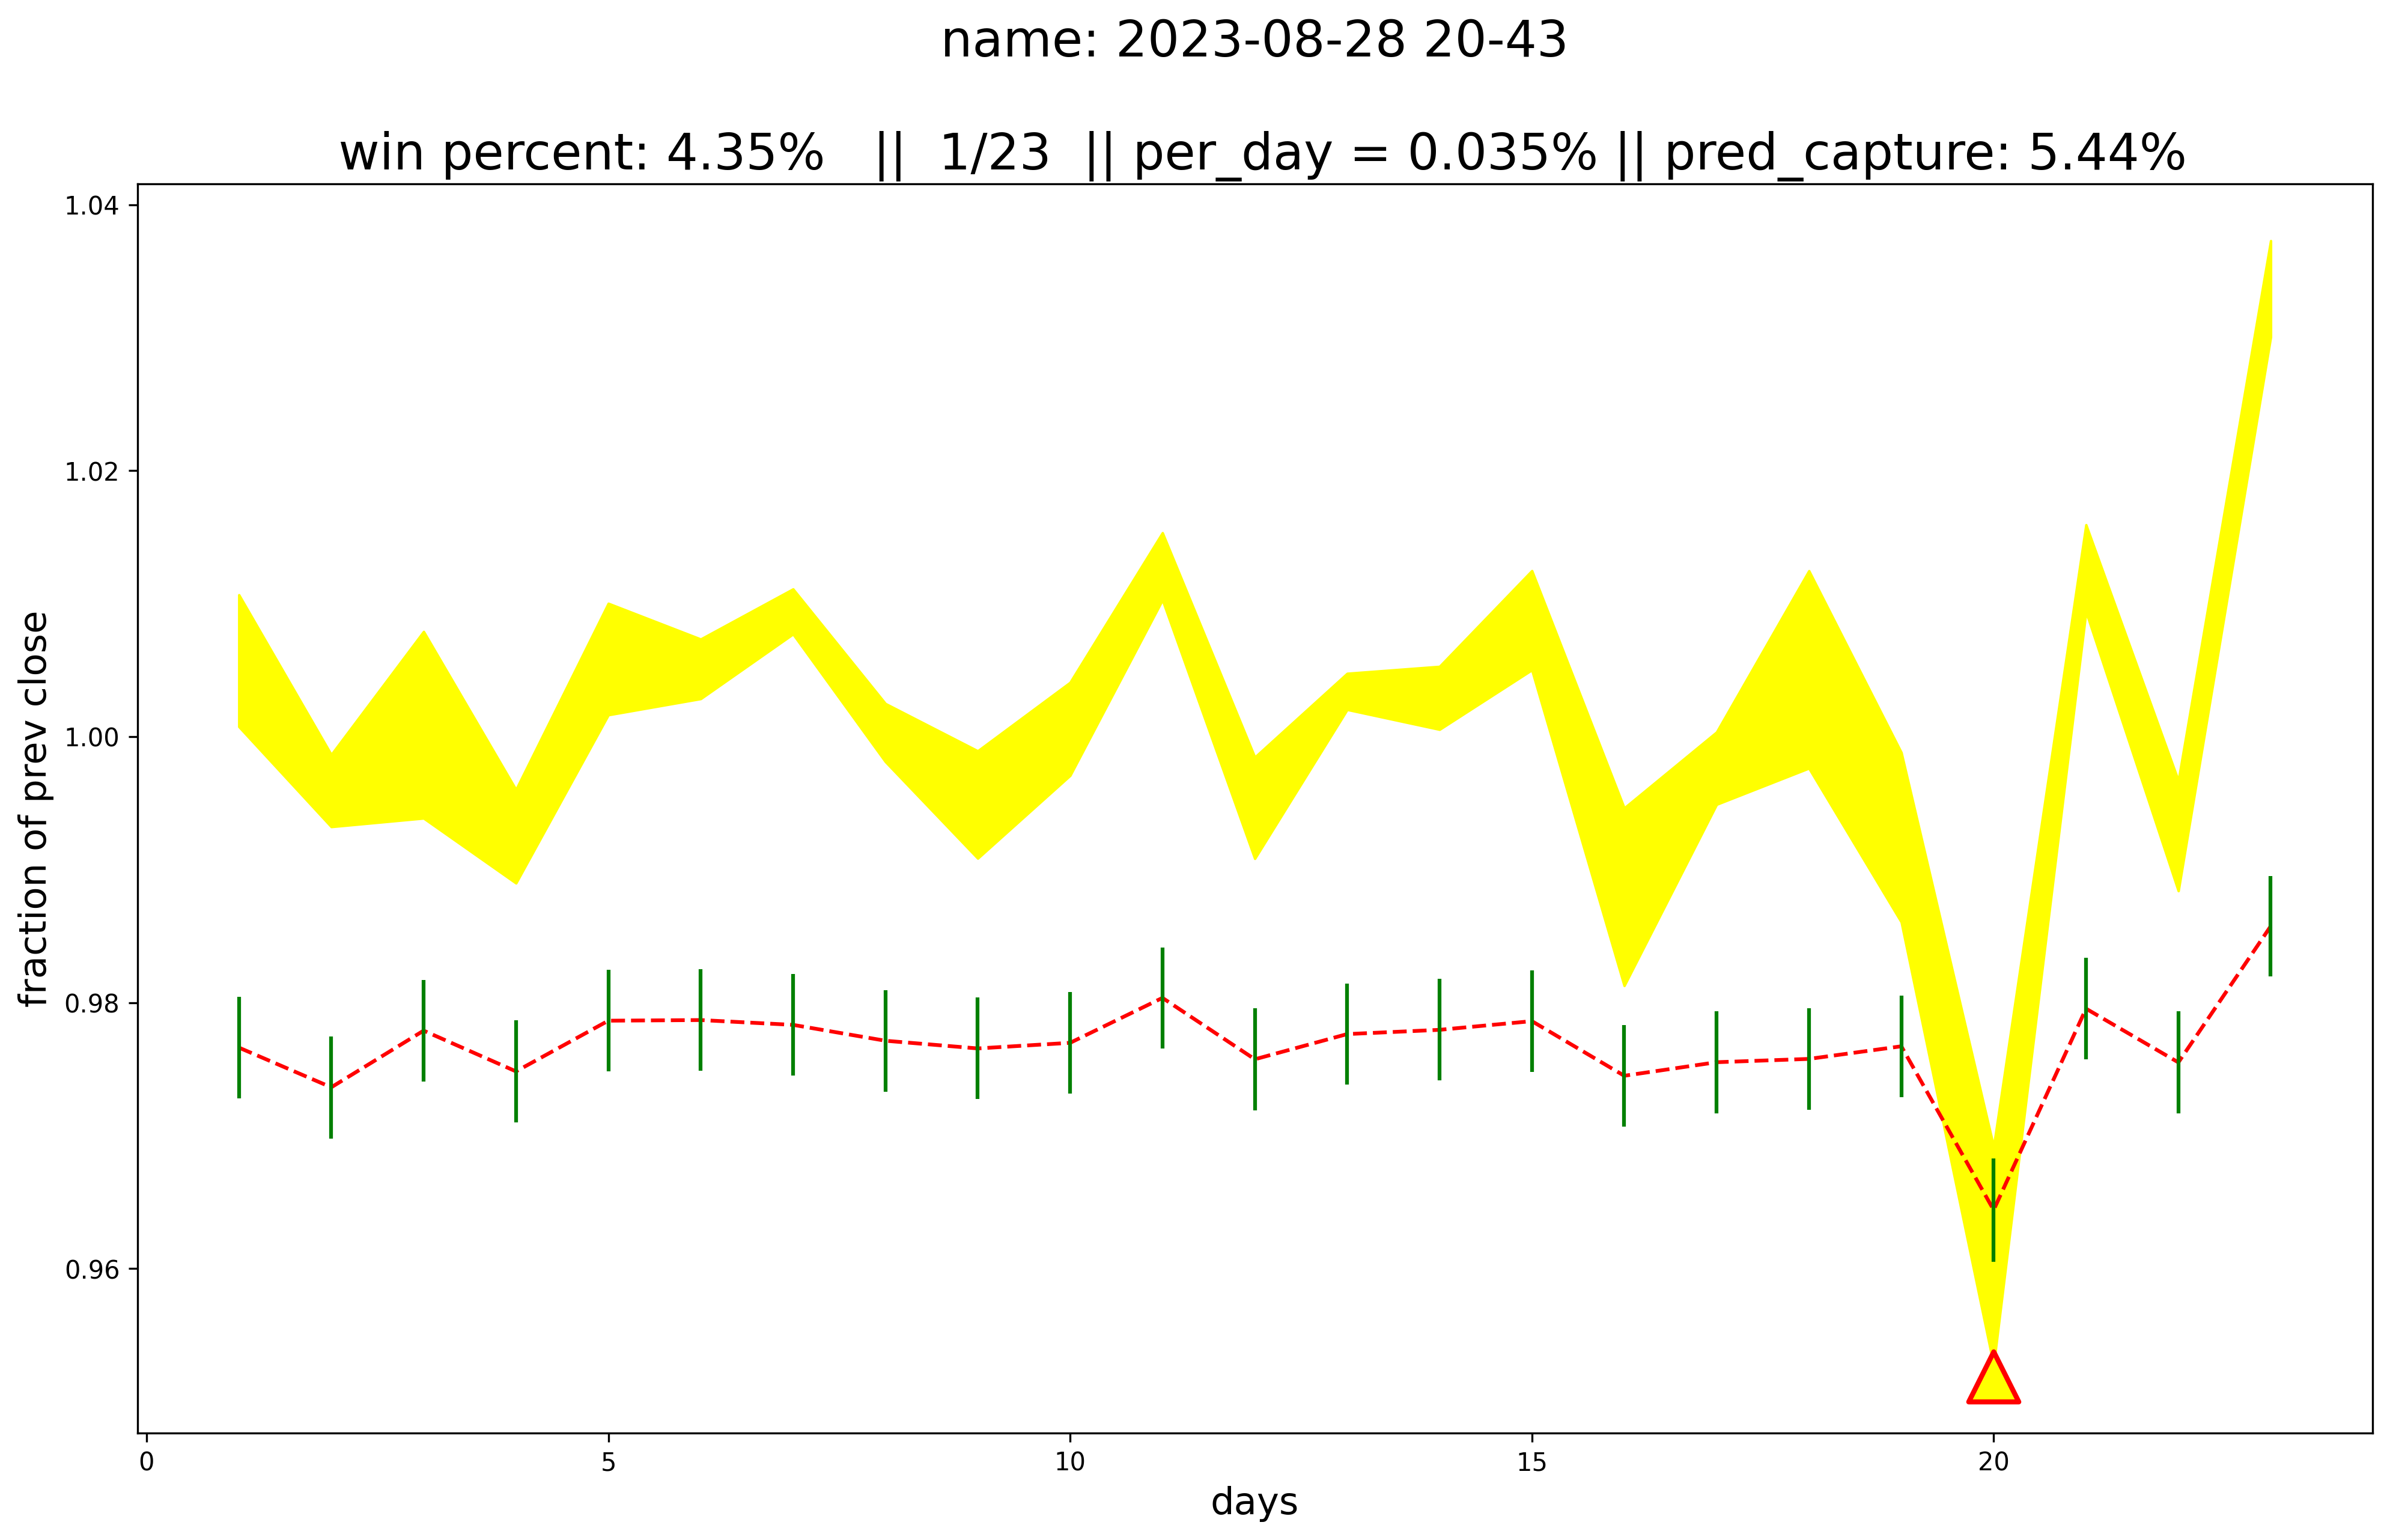 name: 2023-08-28 20-43
win percent: 4.35%   ||  1/23  || per_day = 0.035% || pred_capture: 5.44%
1.04
1.02
1.00
0.98
0.96
fraction of prev close
0 5 10 15 20
days